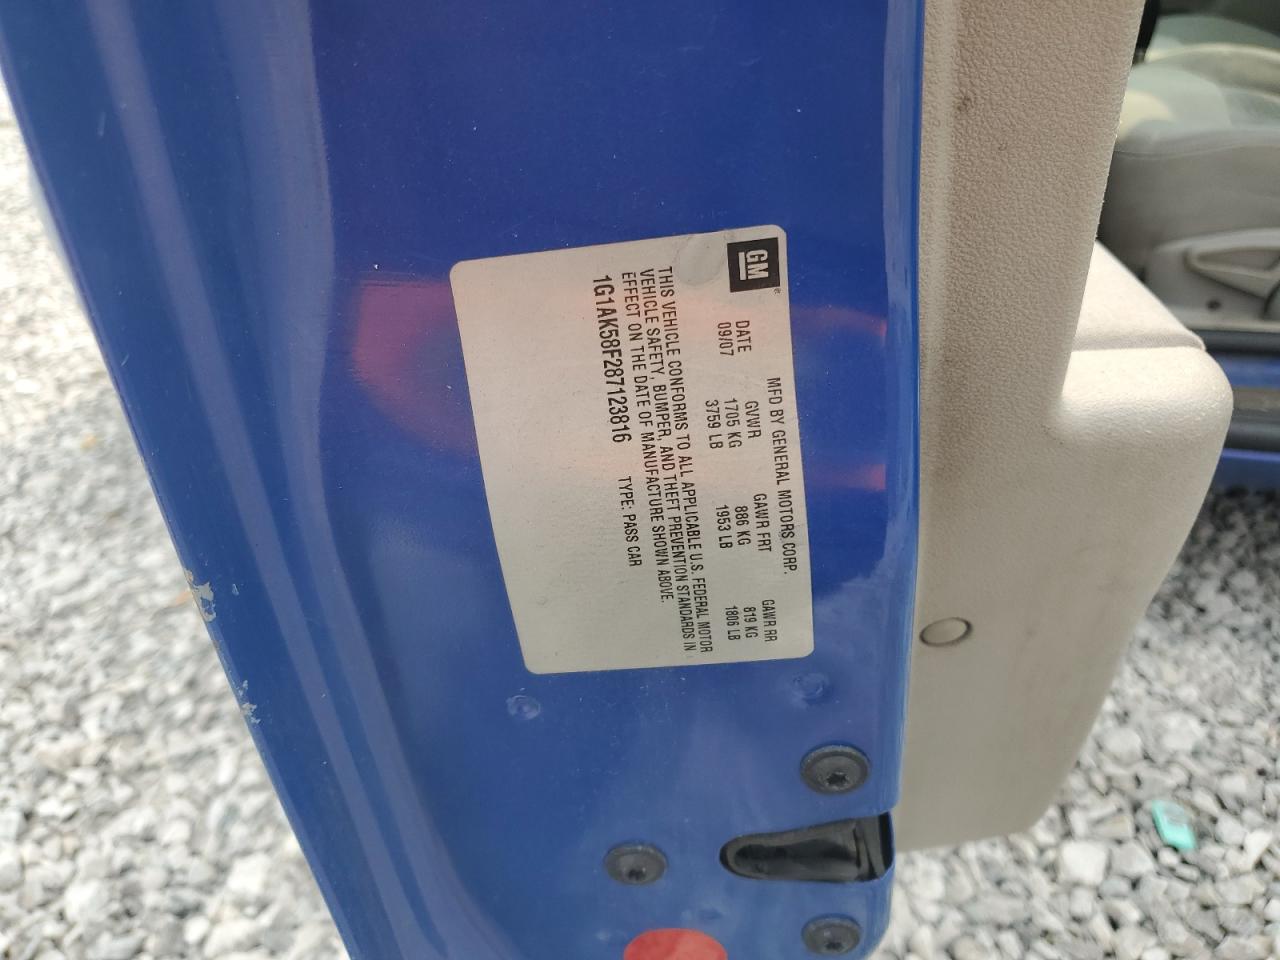 GM
MFD BY GENERAL MOTORS CORP.
DATE GVWR GAWR FRT GAWR RR
09/07 1705 KG 886 KG 819 KG
3759 LB 1953 LB 1806 LB
THIS VEHICLE CONFORMS TO ALL APPLICABLE U.S. FEDERAL MOTOR
VEHICLE SAFETY, BUMPER, AND THEFT PREVENTION STANDARDS IN
EFFECT ON THE DATE OF MANUFACTURE SHOWN ABOVE.
1G1AK58F287123816 TYPE: PASS CAR